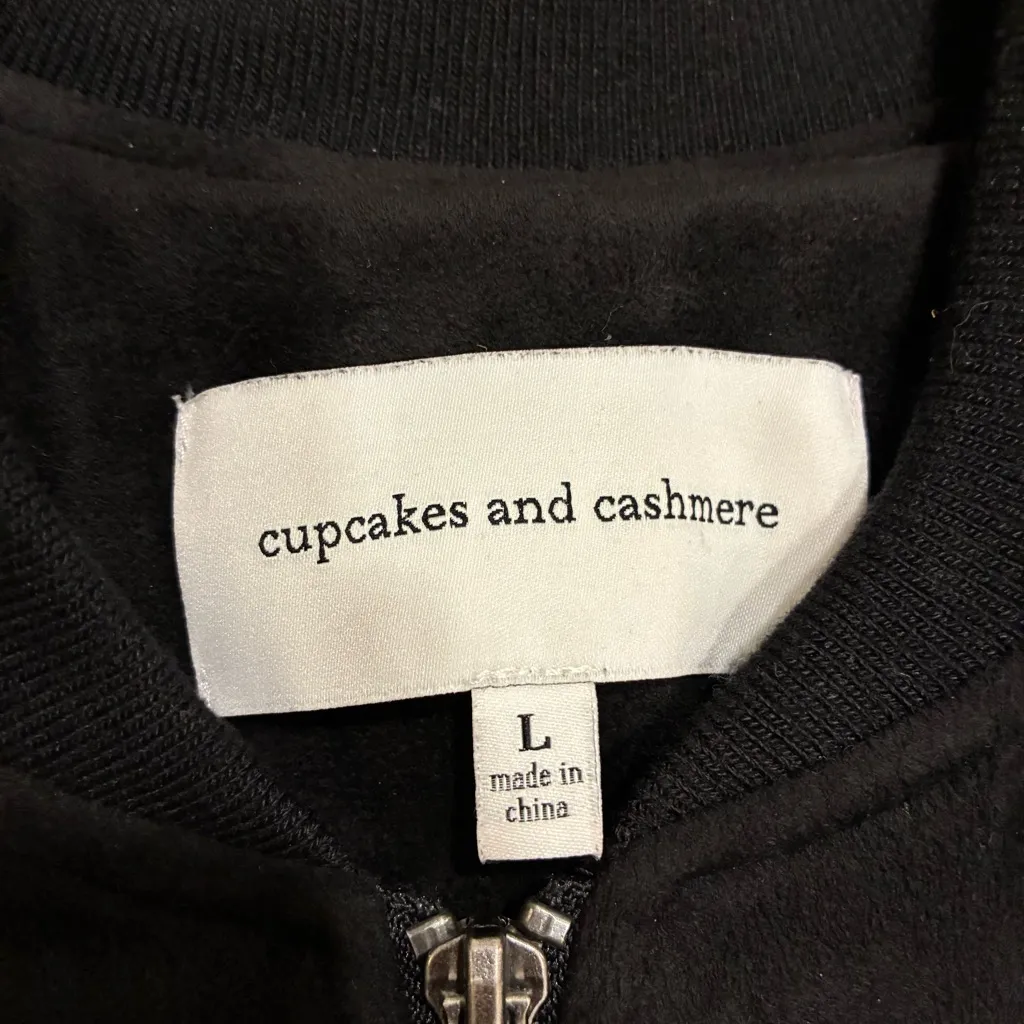 cupcakes and cashmere
L
made in
china